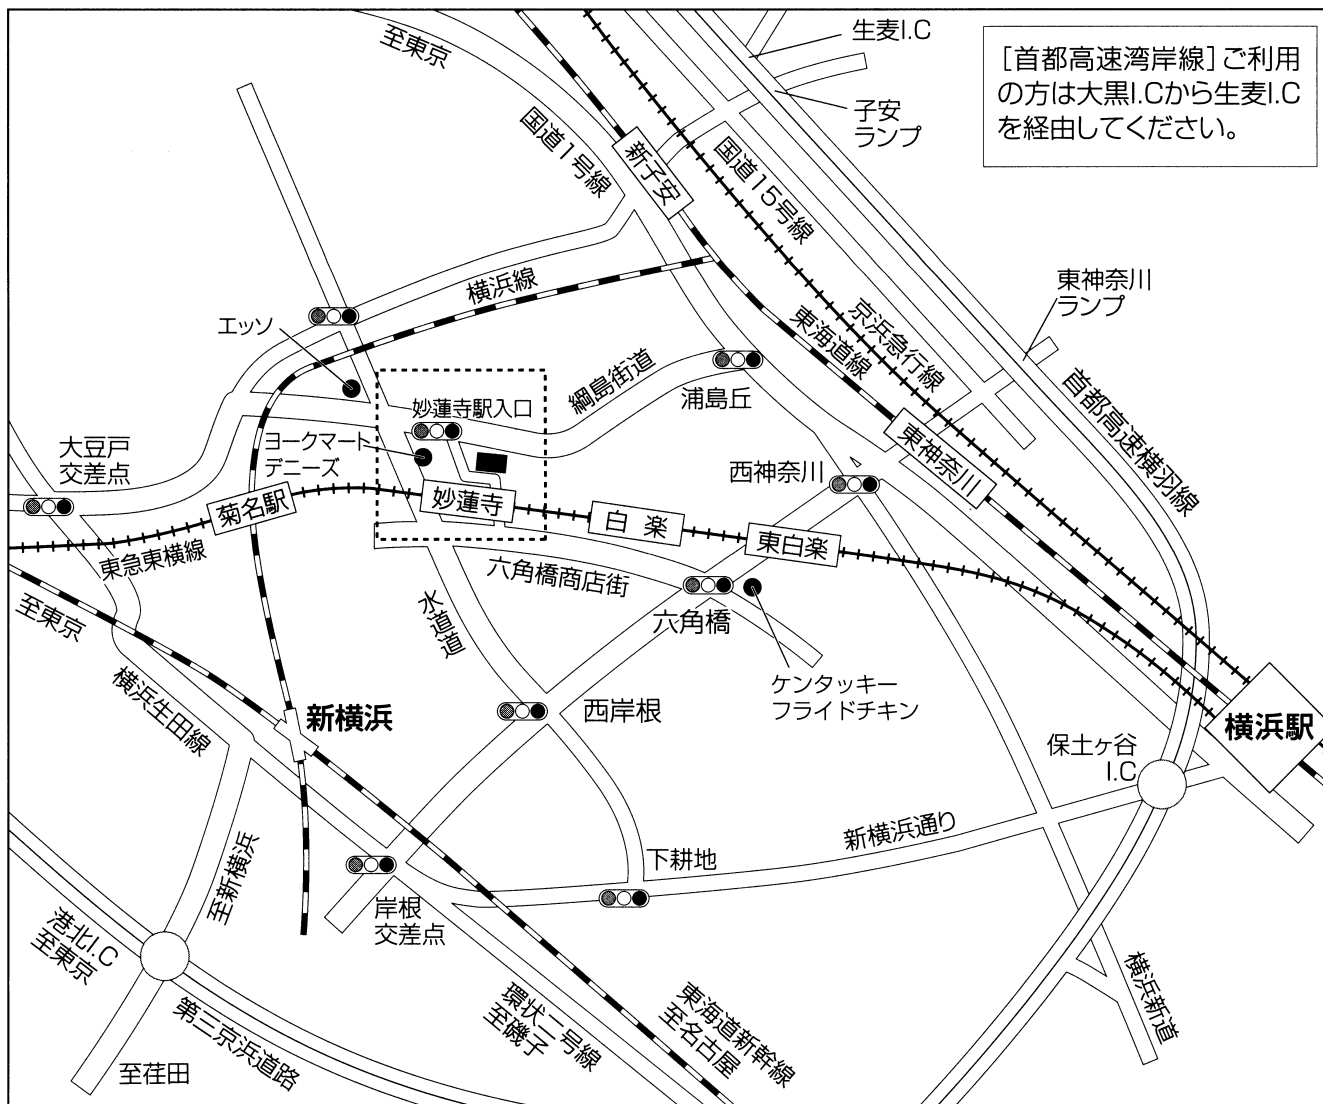 至東京
生麦I.C
[首都高速湾岸線]ご利用
の方は大黒I.Cから生麦I.C
を経由してください。
子安
ランプ
国道1号線
新子安
国道15号線
東神奈川
ランプ
横浜線
エッソ
京浜急行線
東海道線
首都高速横羽線
綱島街道
浦島丘
妙蓮寺駅入口
ヨークマート
デニーズ
大豆戸
交差点
東神奈川
西神奈川
菊名駅
妙蓮寺
白楽
東白楽
東急東横線
六角橋商店街
至東京
水道道
六角橋
ケンタッキー
フライドチキン
横浜生田線
新横浜
西岸根
横浜駅
保土ヶ谷
I.C
新横浜通り
下耕地
至新横浜
岸根
交差点
港北I.C
至東京
横浜新道
環状二号線
至磯子
東海道新幹線
至名古屋
第三京浜道路
至荏田